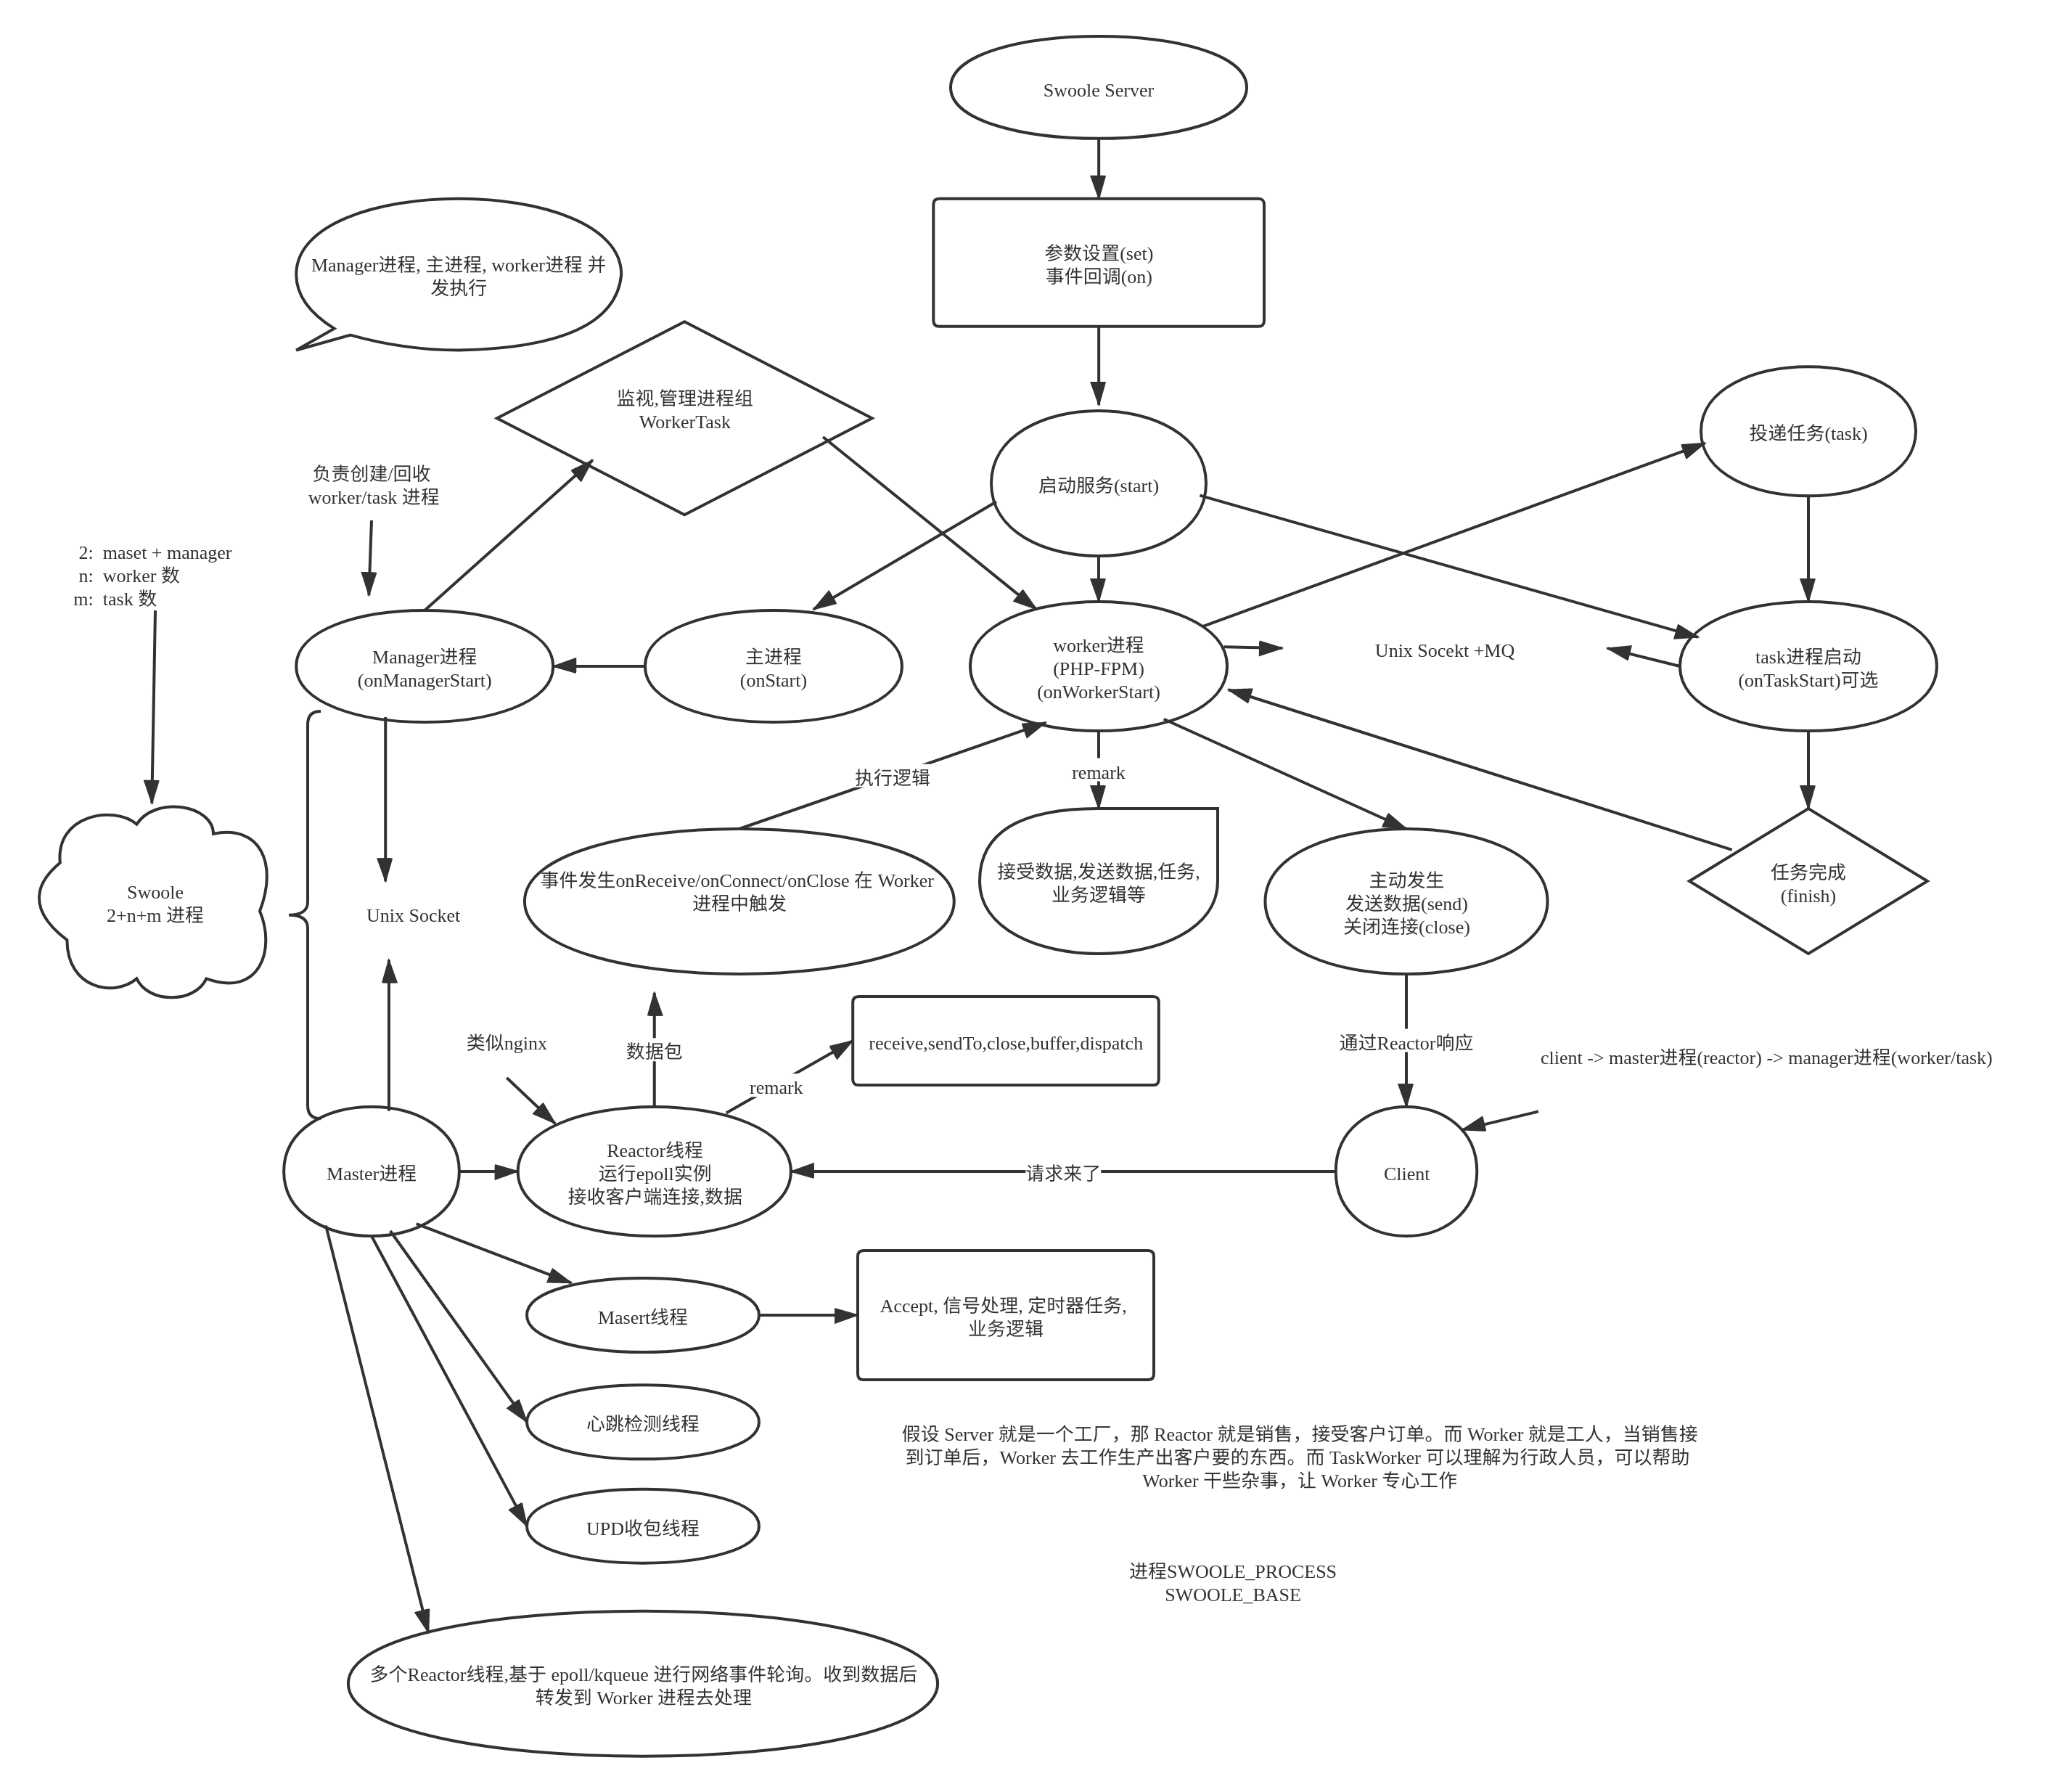 Swoole Server
参数设置(set)
事件回调(on)
Manager进程, 主进程, worker进程 并
发执行
监视,管理进程组
WorkerTask
投递任务(task)
启动服务(start)
负责创建/回收
worker/task 进程
2: maset + manager
n: worker 数
m: task 数
Manager进程
(onManagerStart)
主进程
(onStart)
worker进程
(PHP-FPM)
(onWorkerStart)
Unix Socekt +MQ
task进程启动
(onTaskStart)可选
执行逻辑
remark
Swoole
2+n+m 进程
Unix Socket
事件发生onReceive/onConnect/onClose 在 Worker
进程中触发
接受数据,发送数据,任务,
业务逻辑等
主动发生
发送数据(send)
关闭连接(close)
任务完成
(finish)
类似nginx
数据包
remark
receive,sendTo,close,buffer,dispatch
通过Reactor响应
client -> master进程(reactor) -> manager进程(worker/task)
Master进程
Reactor线程
运行epoll实例
接收客户端连接,数据
请求来了
Client
Masert线程
Accept, 信号处理, 定时器任务,
业务逻辑
心跳检测线程
假设 Server 就是一个工厂，那 Reactor 就是销售，接受客户订单。而 Worker 就是工人，当销售接
到订单后，Worker 去工作生产出客户要的东西。而 TaskWorker 可以理解为行政人员，可以帮助
Worker 干些杂事，让 Worker 专心工作
UPD收包线程
进程SWOOLE_PROCESS
SWOOLE_BASE
多个Reactor线程,基于 epoll/kqueue 进行网络事件轮询。收到数据后
转发到 Worker 进程去处理